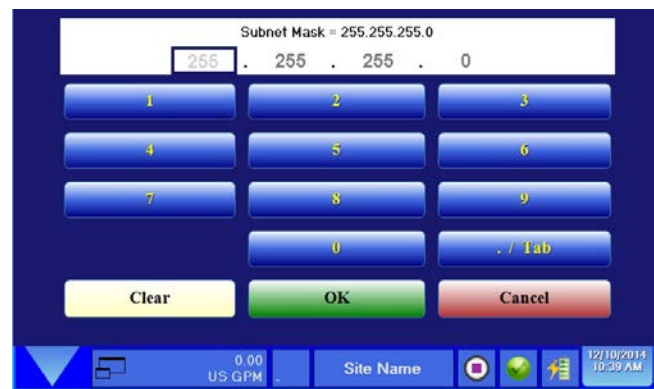 Subnet Mask = 255.255.255.0
255 . 255 . 255 . 0
1 2 3
4 5 6
7 8 9
0 . / Tab
Clear OK Cancel
0.00 12/10/2014
US GPM Site Name 10:39 AM